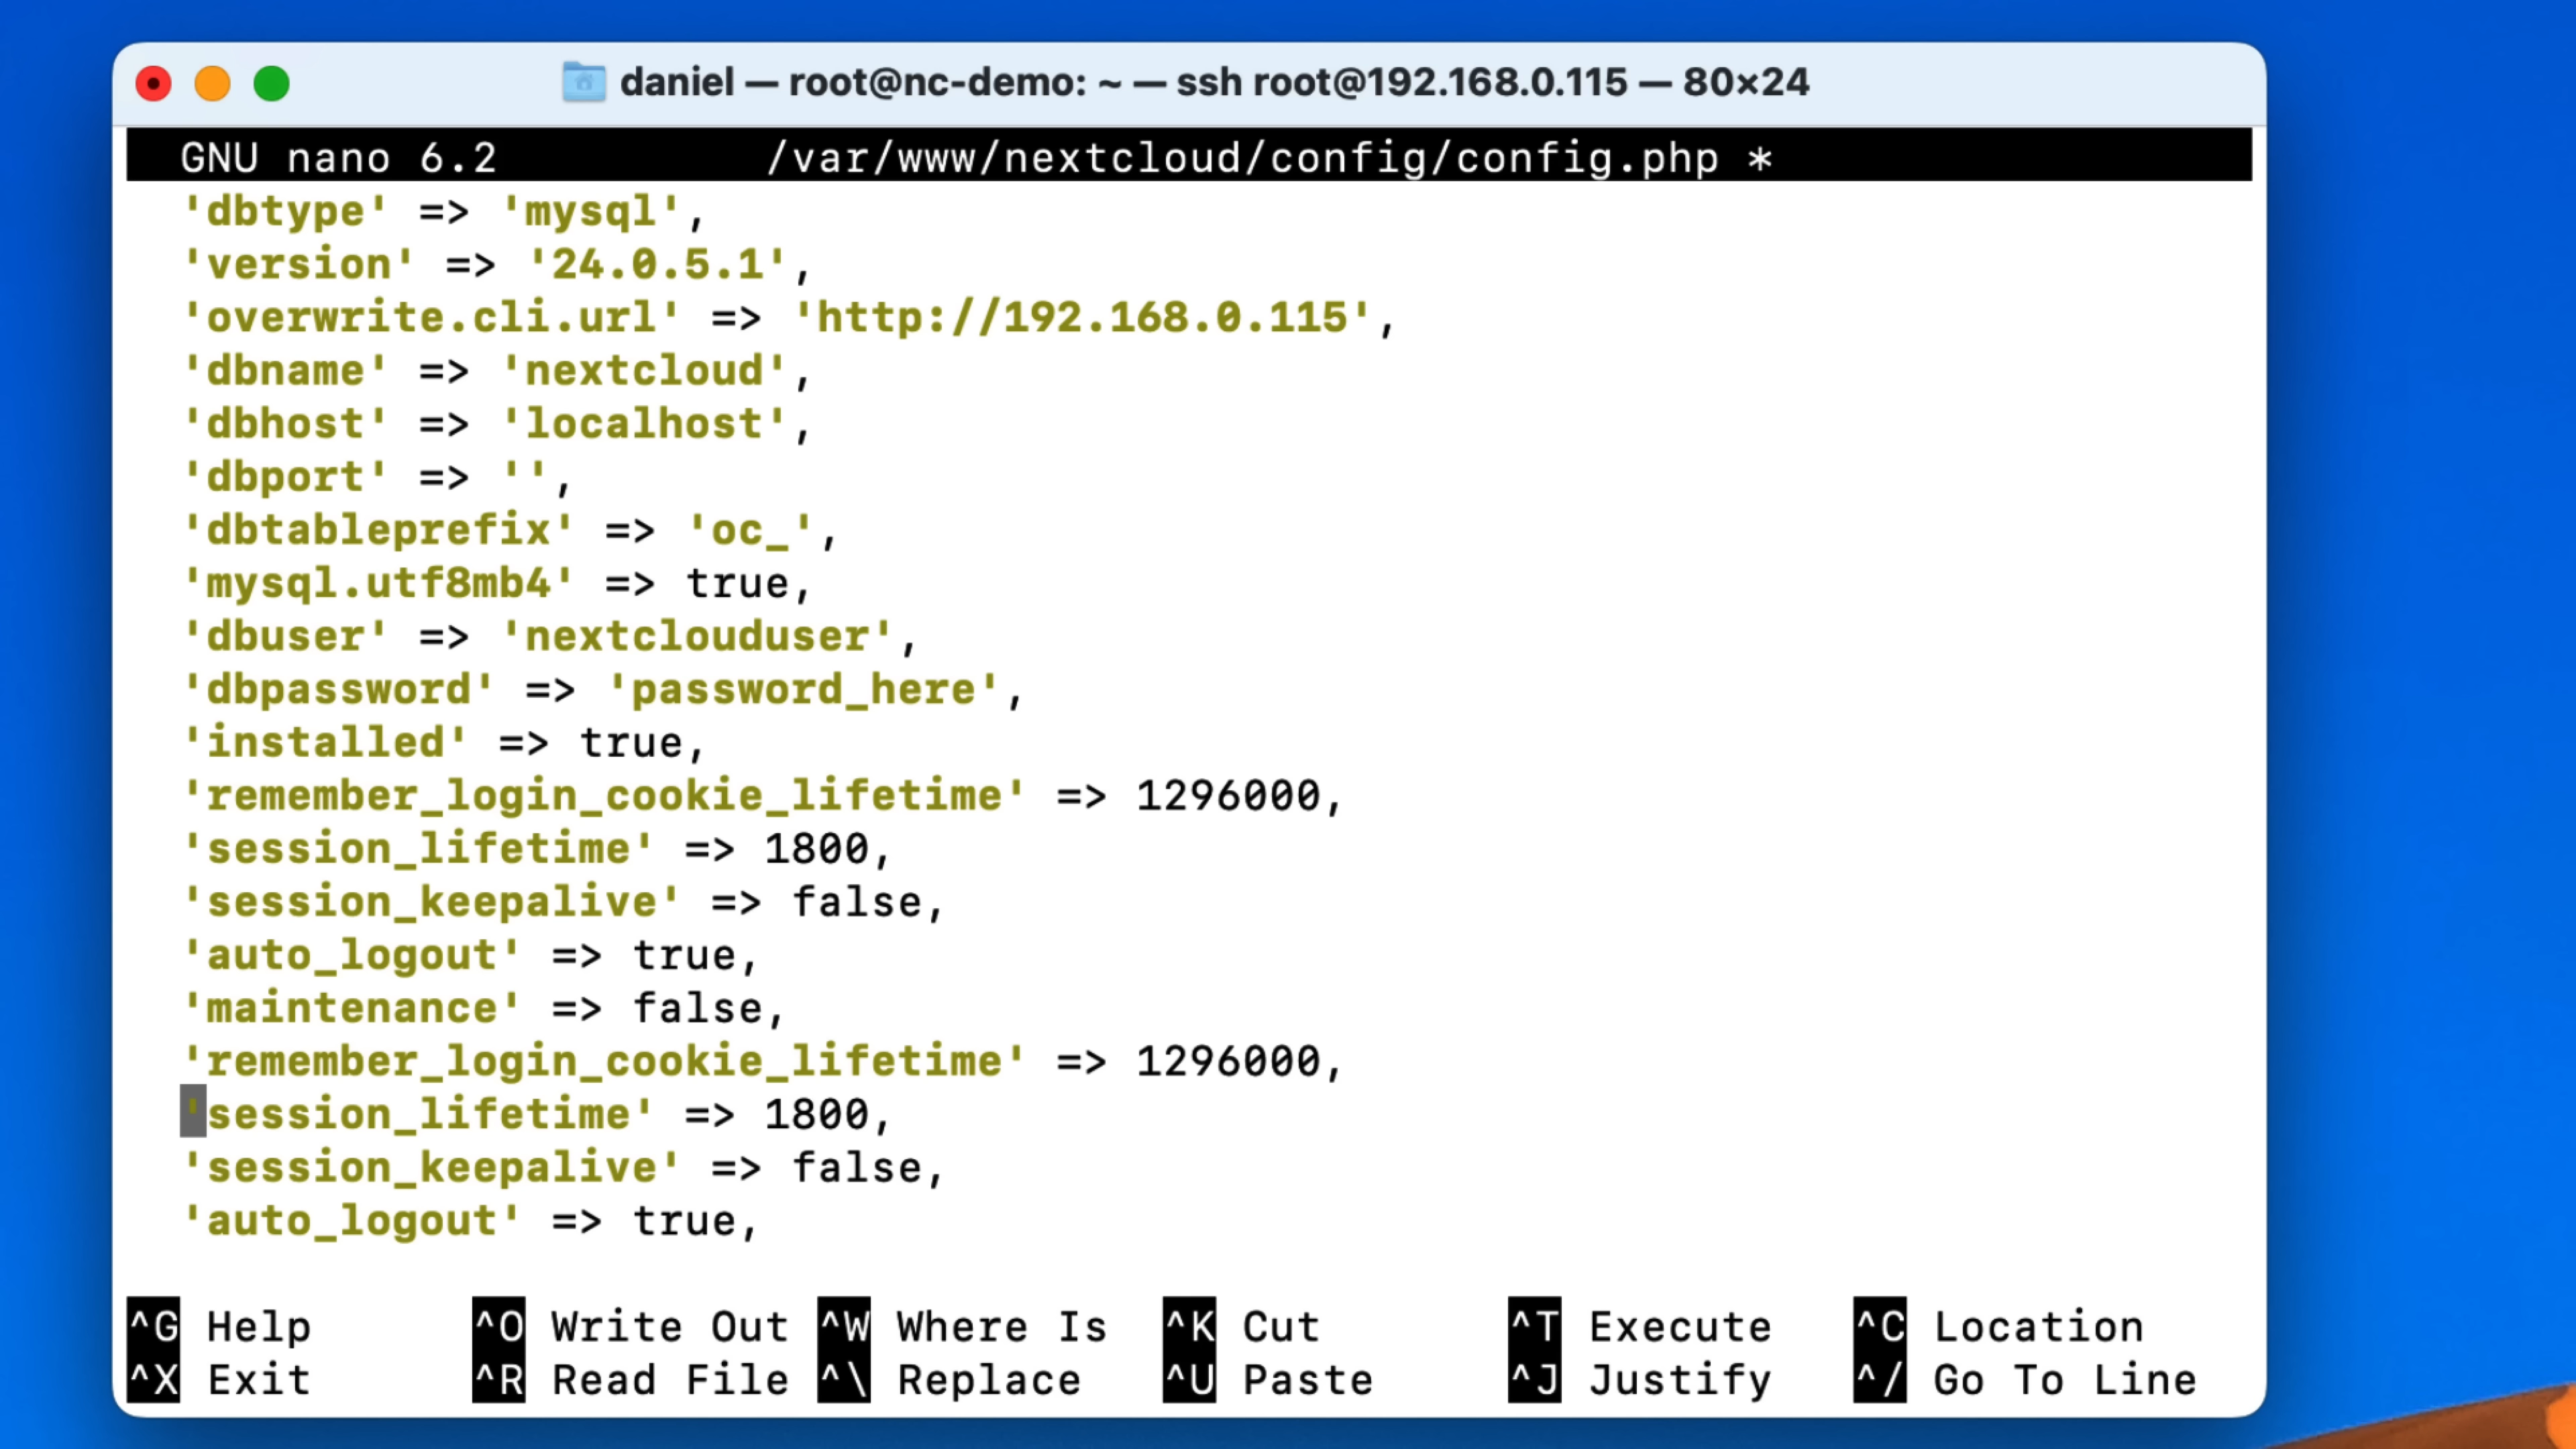 daniel — root@nc-demo: ~ — ssh root@192.168.0.115 — 80×24
GNU nano 6.2 /var/www/nextcloud/config/config.php *
'dbtype' => 'mysql',
'version' => '24.0.5.1',
'overwrite.cli.url' => 'http://192.168.0.115',
'dbname' => 'nextcloud',
'dbhost' => 'localhost',
'dbport' => '',
'dbtableprefix' => 'oc_',
'mysql.utf8mb4' => true,
'dbuser' => 'nextclouduser',
'dbpassword' => 'password_here',
'installed' => true,
'remember_login_cookie_lifetime' => 1296000,
'session_lifetime' => 1800,
'session_keepalive' => false,
'auto_logout' => true,
'maintenance' => false,
'remember_login_cookie_lifetime' => 1296000,
'session_lifetime' => 1800,
'session_keepalive' => false,
'auto_logout' => true,
^G Help ^O Write Out ^W Where Is ^K Cut ^T Execute ^C Location
^X Exit ^R Read File ^\ Replace ^U Paste ^J Justify ^/ Go To Line